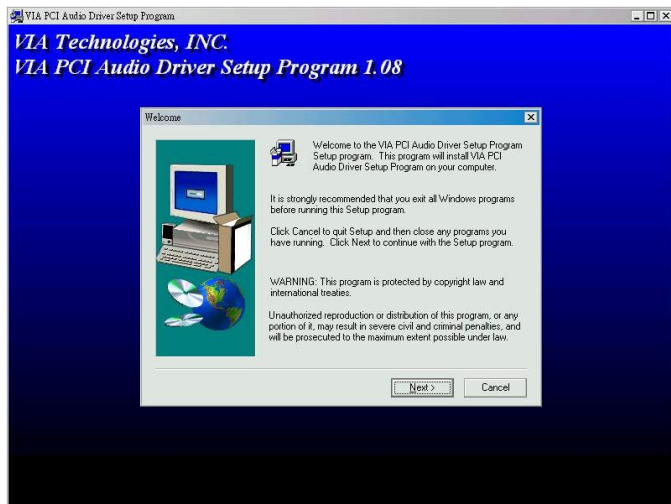 VIA PCI Audio Driver Setup Program
VIA Technologies, INC.
VIA PCI Audio Driver Setup Program 1.08
Welcome
Welcome to the VIA PCI Audio Driver Setup Program
Setup program. This program will install VIA PCI
Audio Driver Setup Program on your computer.
It is strongly recommended that you exit all Windows programs
before running this Setup program.
Click Cancel to quit Setup and then close any programs you
have running. Click Next to continue with the Setup program.
WARNING: This program is protected by copyright law and
international treaties.
Unauthorized reproduction or distribution of this program, or any
portion of it, may result in severe civil and criminal penalties, and
will be prosecuted to the maximum extent possible under law.
Next >
Cancel